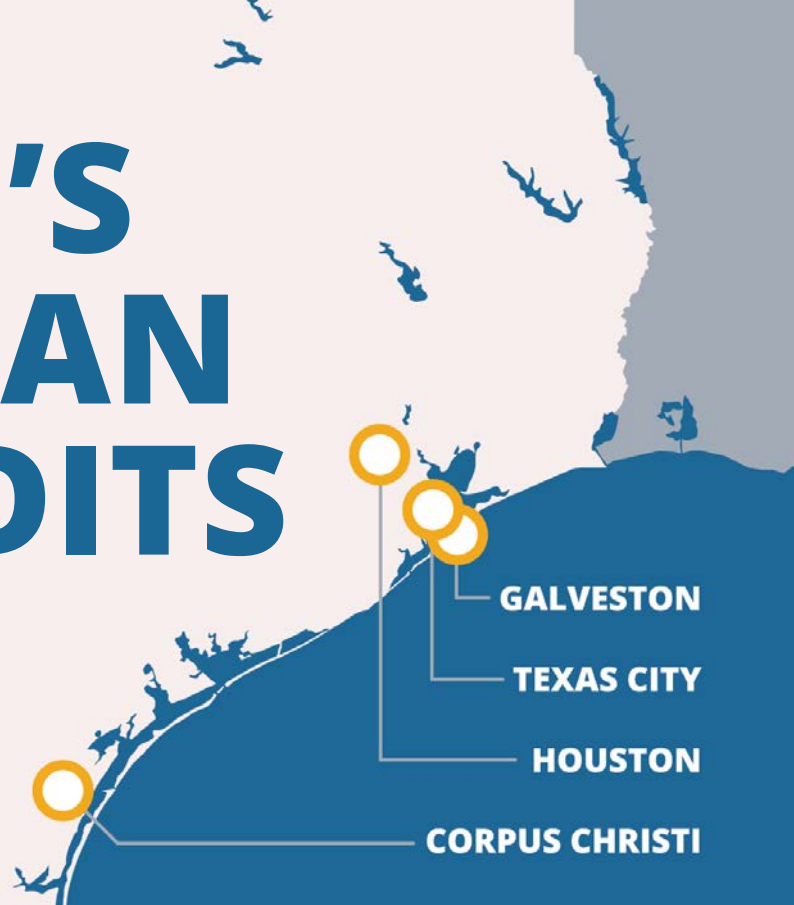 ’S
AN
DITS
GALVESTON
TEXAS CITY
HOUSTON
CORPUS CHRISTI